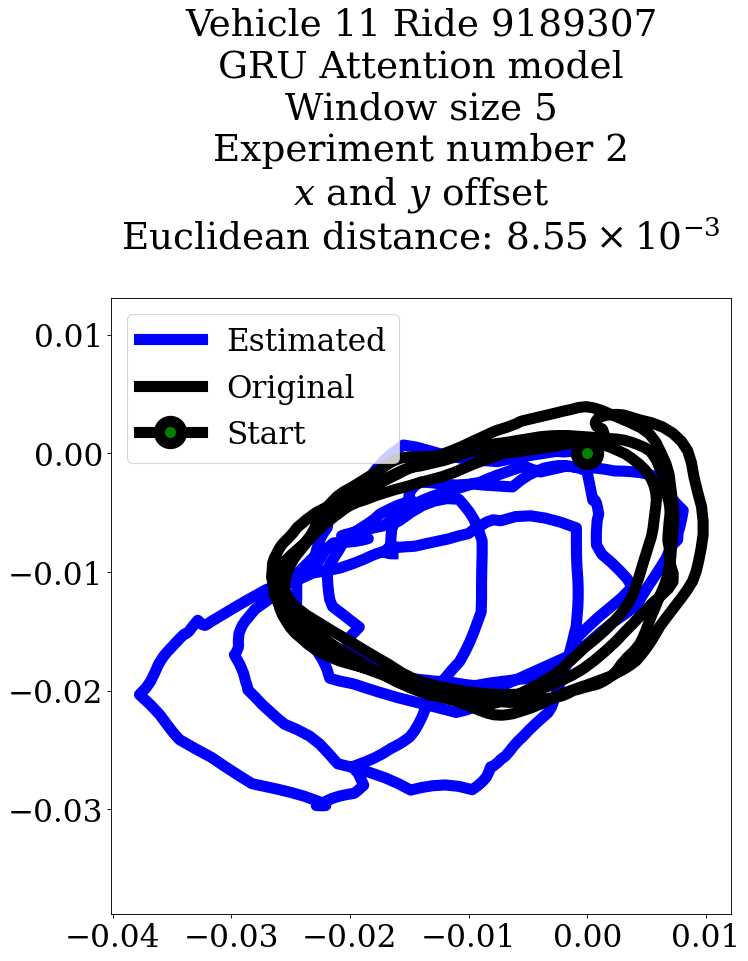 Vehicle 11 Ride 9189307
GRU Attention model
Window size 5
Experiment number 2
x and y offset
Euclidean distance: 8.55 × 10⁻³
Estimated
Original
Start
0.01
0.00
−0.01
−0.02
−0.03
−0.04 −0.03 −0.02 −0.01 0.00 0.01